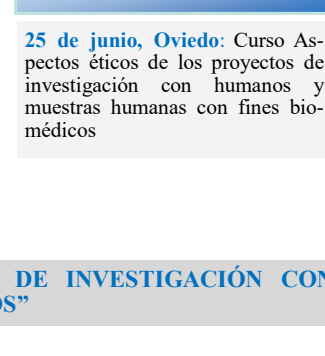 25 de junio, Oviedo: Curso As-
pectos éticos de los proyectos de
investigación con humanos y
muestras humanas con fines bio-
médicos
DE INVESTIGACIÓN CON
OS”